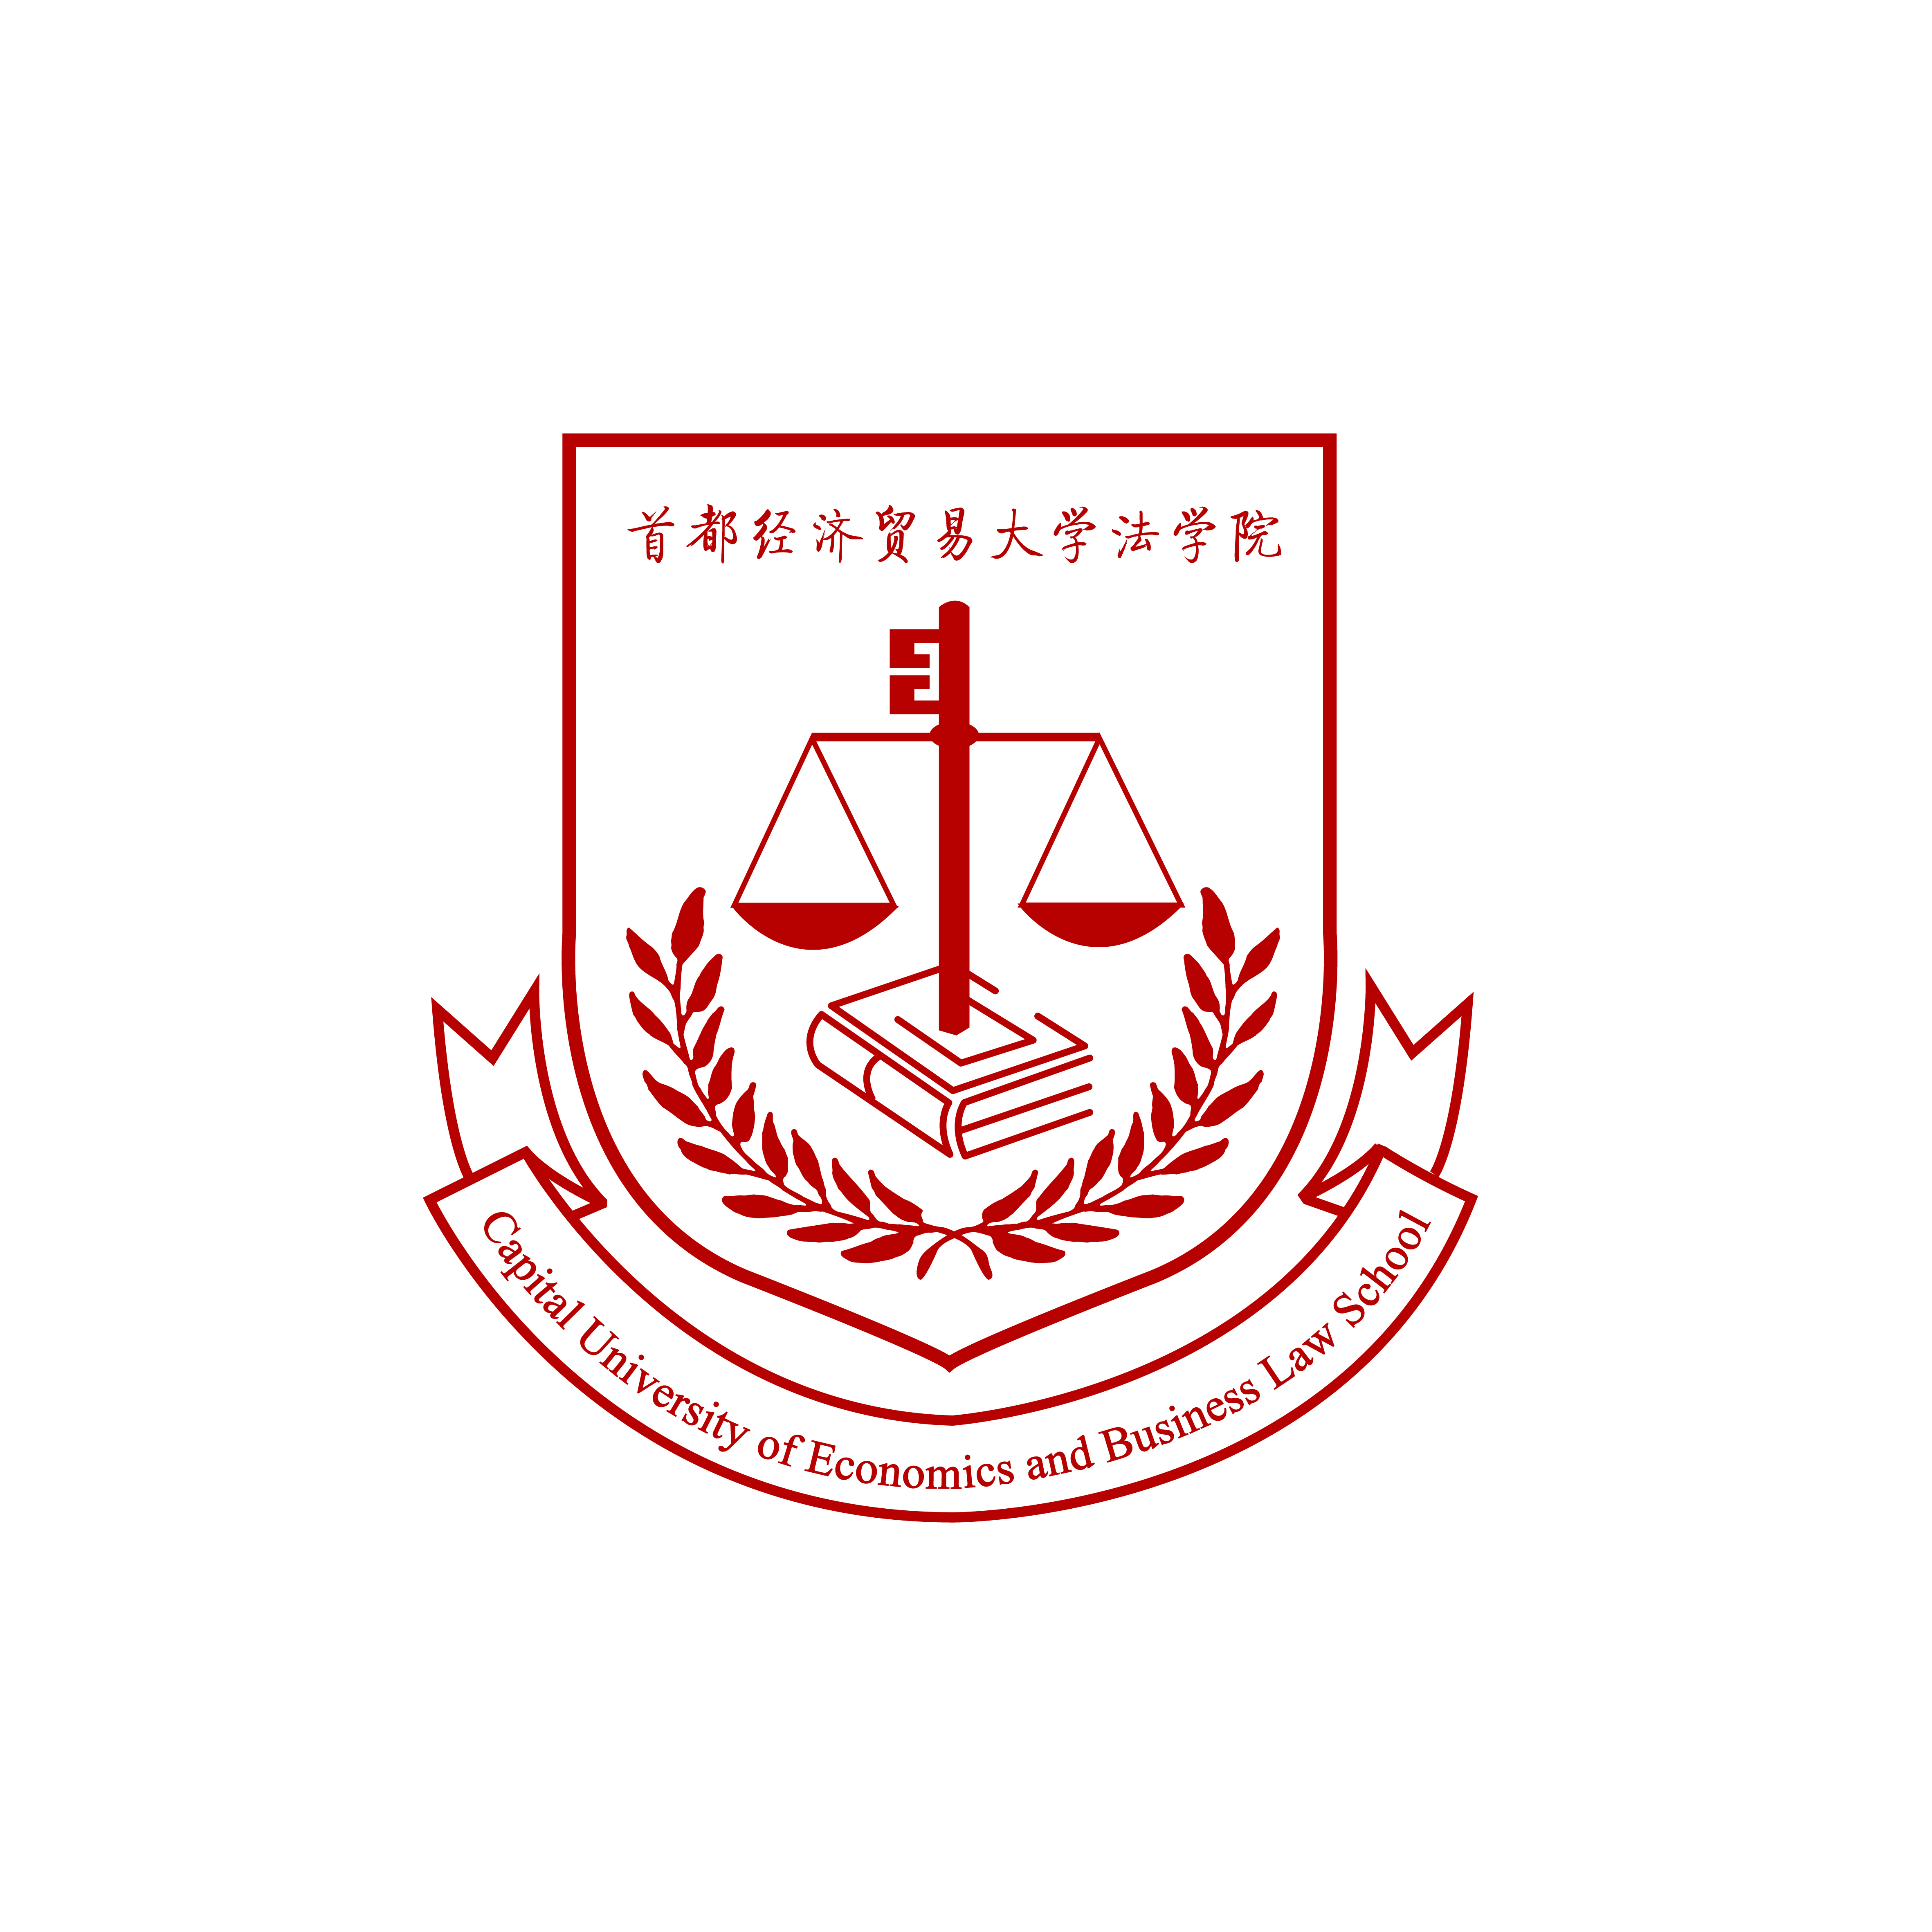 首都经济贸易大学法学院
Capital University of Economics and Business Law School